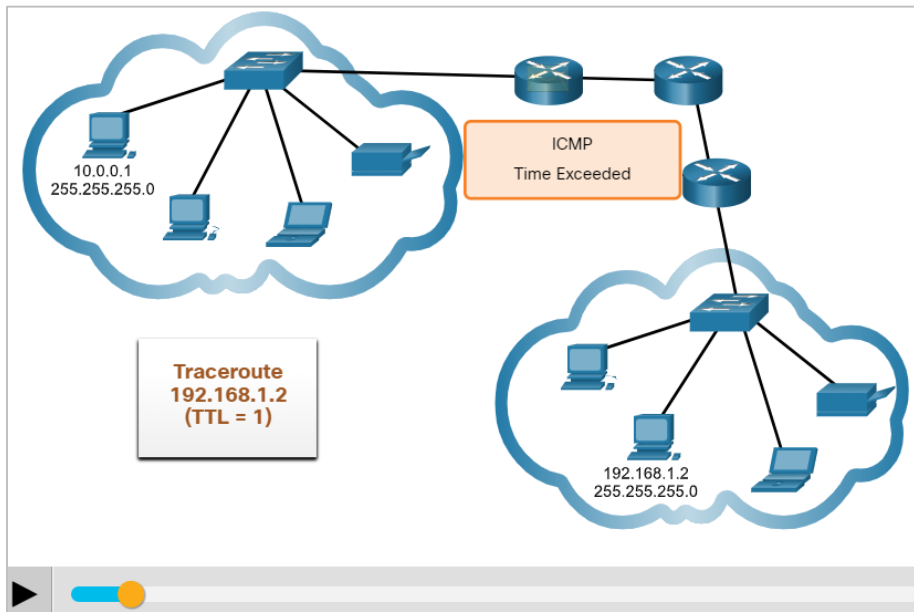 ICMP
Time Exceeded
10.0.0.1
255.255.255.0
Traceroute
192.168.1.2
(TTL = 1)
192.168.1.2
255.255.255.0